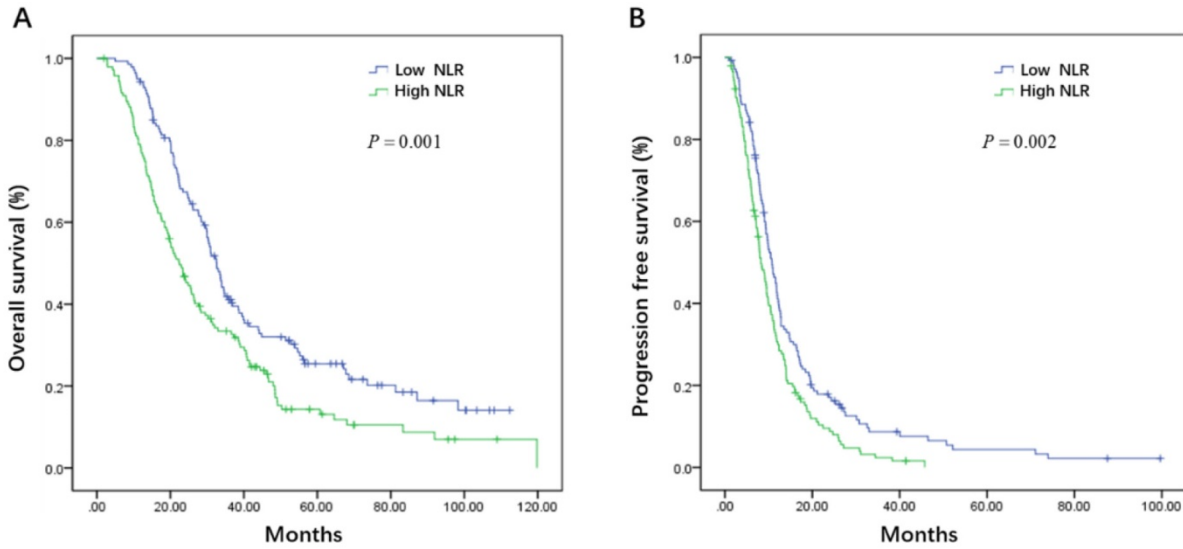 A
Overall survival (%)
1.0
0.8
0.6
0.4
0.2
0.0
Low NLR
High NLR
P = 0.001
.00 20.00 40.00 60.00 80.00 100.00 120.00
Months
B
Progression free survival (%)
1.0
0.8
0.6
0.4
0.2
0.0
Low NLR
High NLR
P = 0.002
.00 20.00 40.00 60.00 80.00 100.00
Months